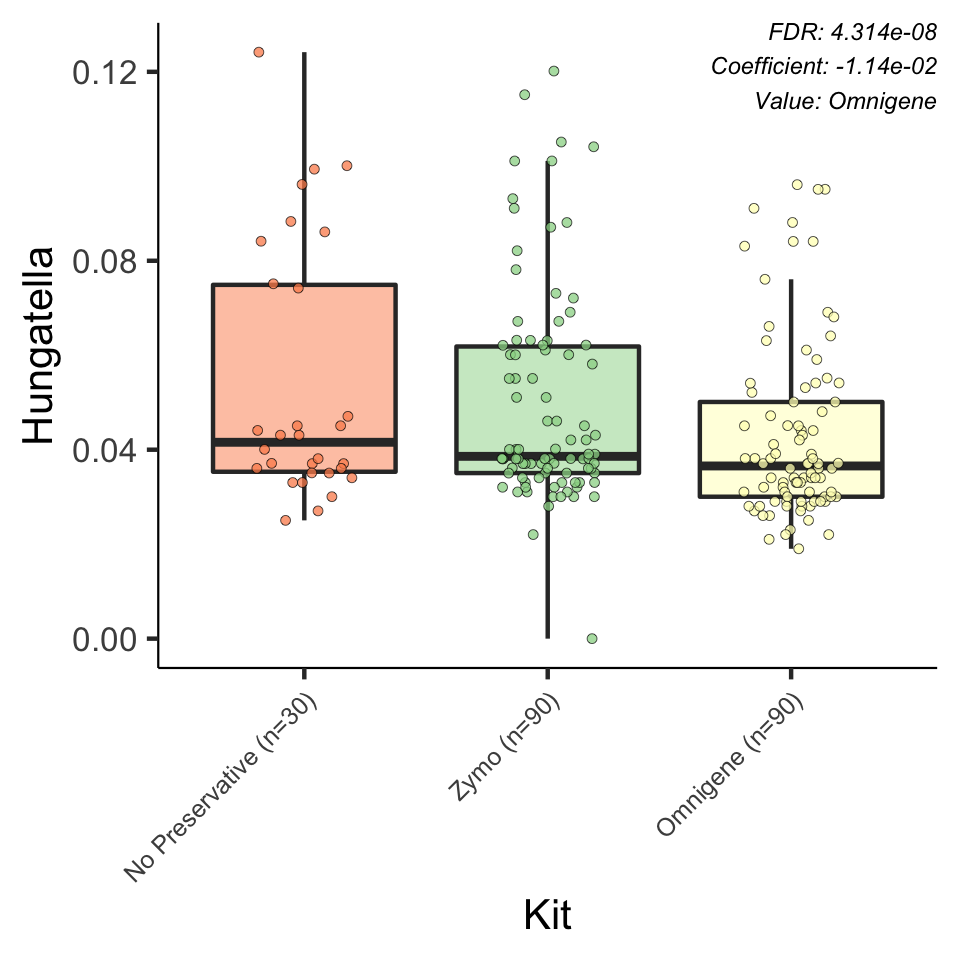 FDR: 4.314e-08
Coefficient: -1.14e-02
Value: Omnigene
Hungatella
0.12
0.08
0.04
0.00
No Preservative (n=30)
Zymo (n=90)
Omnigene (n=90)
Kit